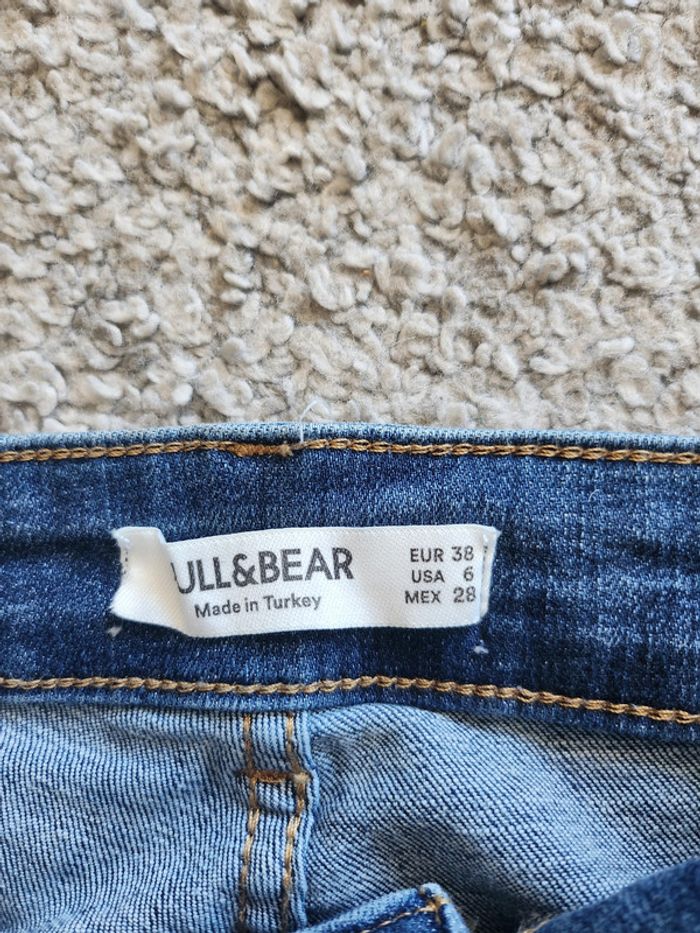 ULL&BEAR
Made in Turkey
EUR 38
USA 6
MEX 28